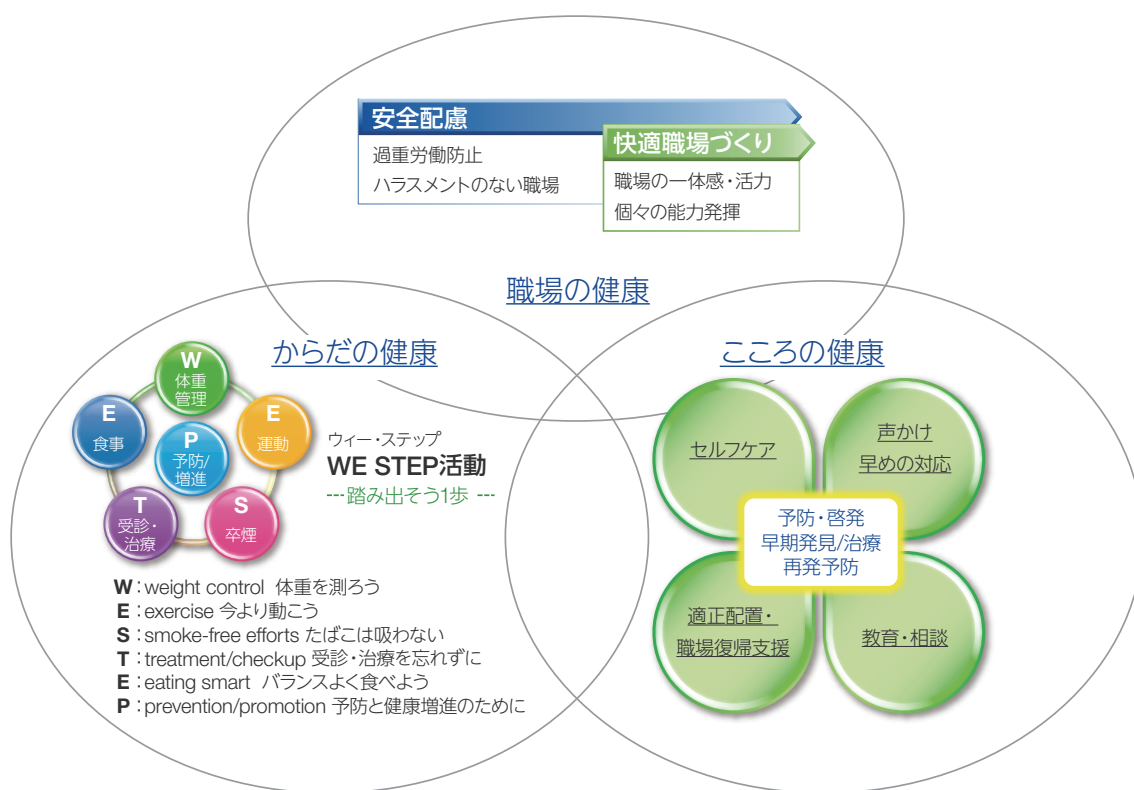 安全配慮
過重労働防止
ハラスメントのない職場
快適職場づくり
職場の一体感・活力
個々の能力発揮
職場の健康
からだの健康
W
体重
管理
E
食事
E
運動
P
予防/
増進
T
受診・
治療
S
卒煙
ウィー・ステップ
WE STEP活動
---踏み出そう1歩 ---
W：weight control 体重を測ろう
E：exercise 今より動こう
S：smoke-free efforts たばこは吸わない
T：treatment/checkup 受診・治療を忘れずに
E：eating smart バランスよく食べよう
P：prevention/promotion 予防と健康増進のために
こころの健康
セルフケア
声かけ
早めの対応
予防・啓発
早期発見/治療
再発予防
適正配置・
職場復帰支援
教育・相談